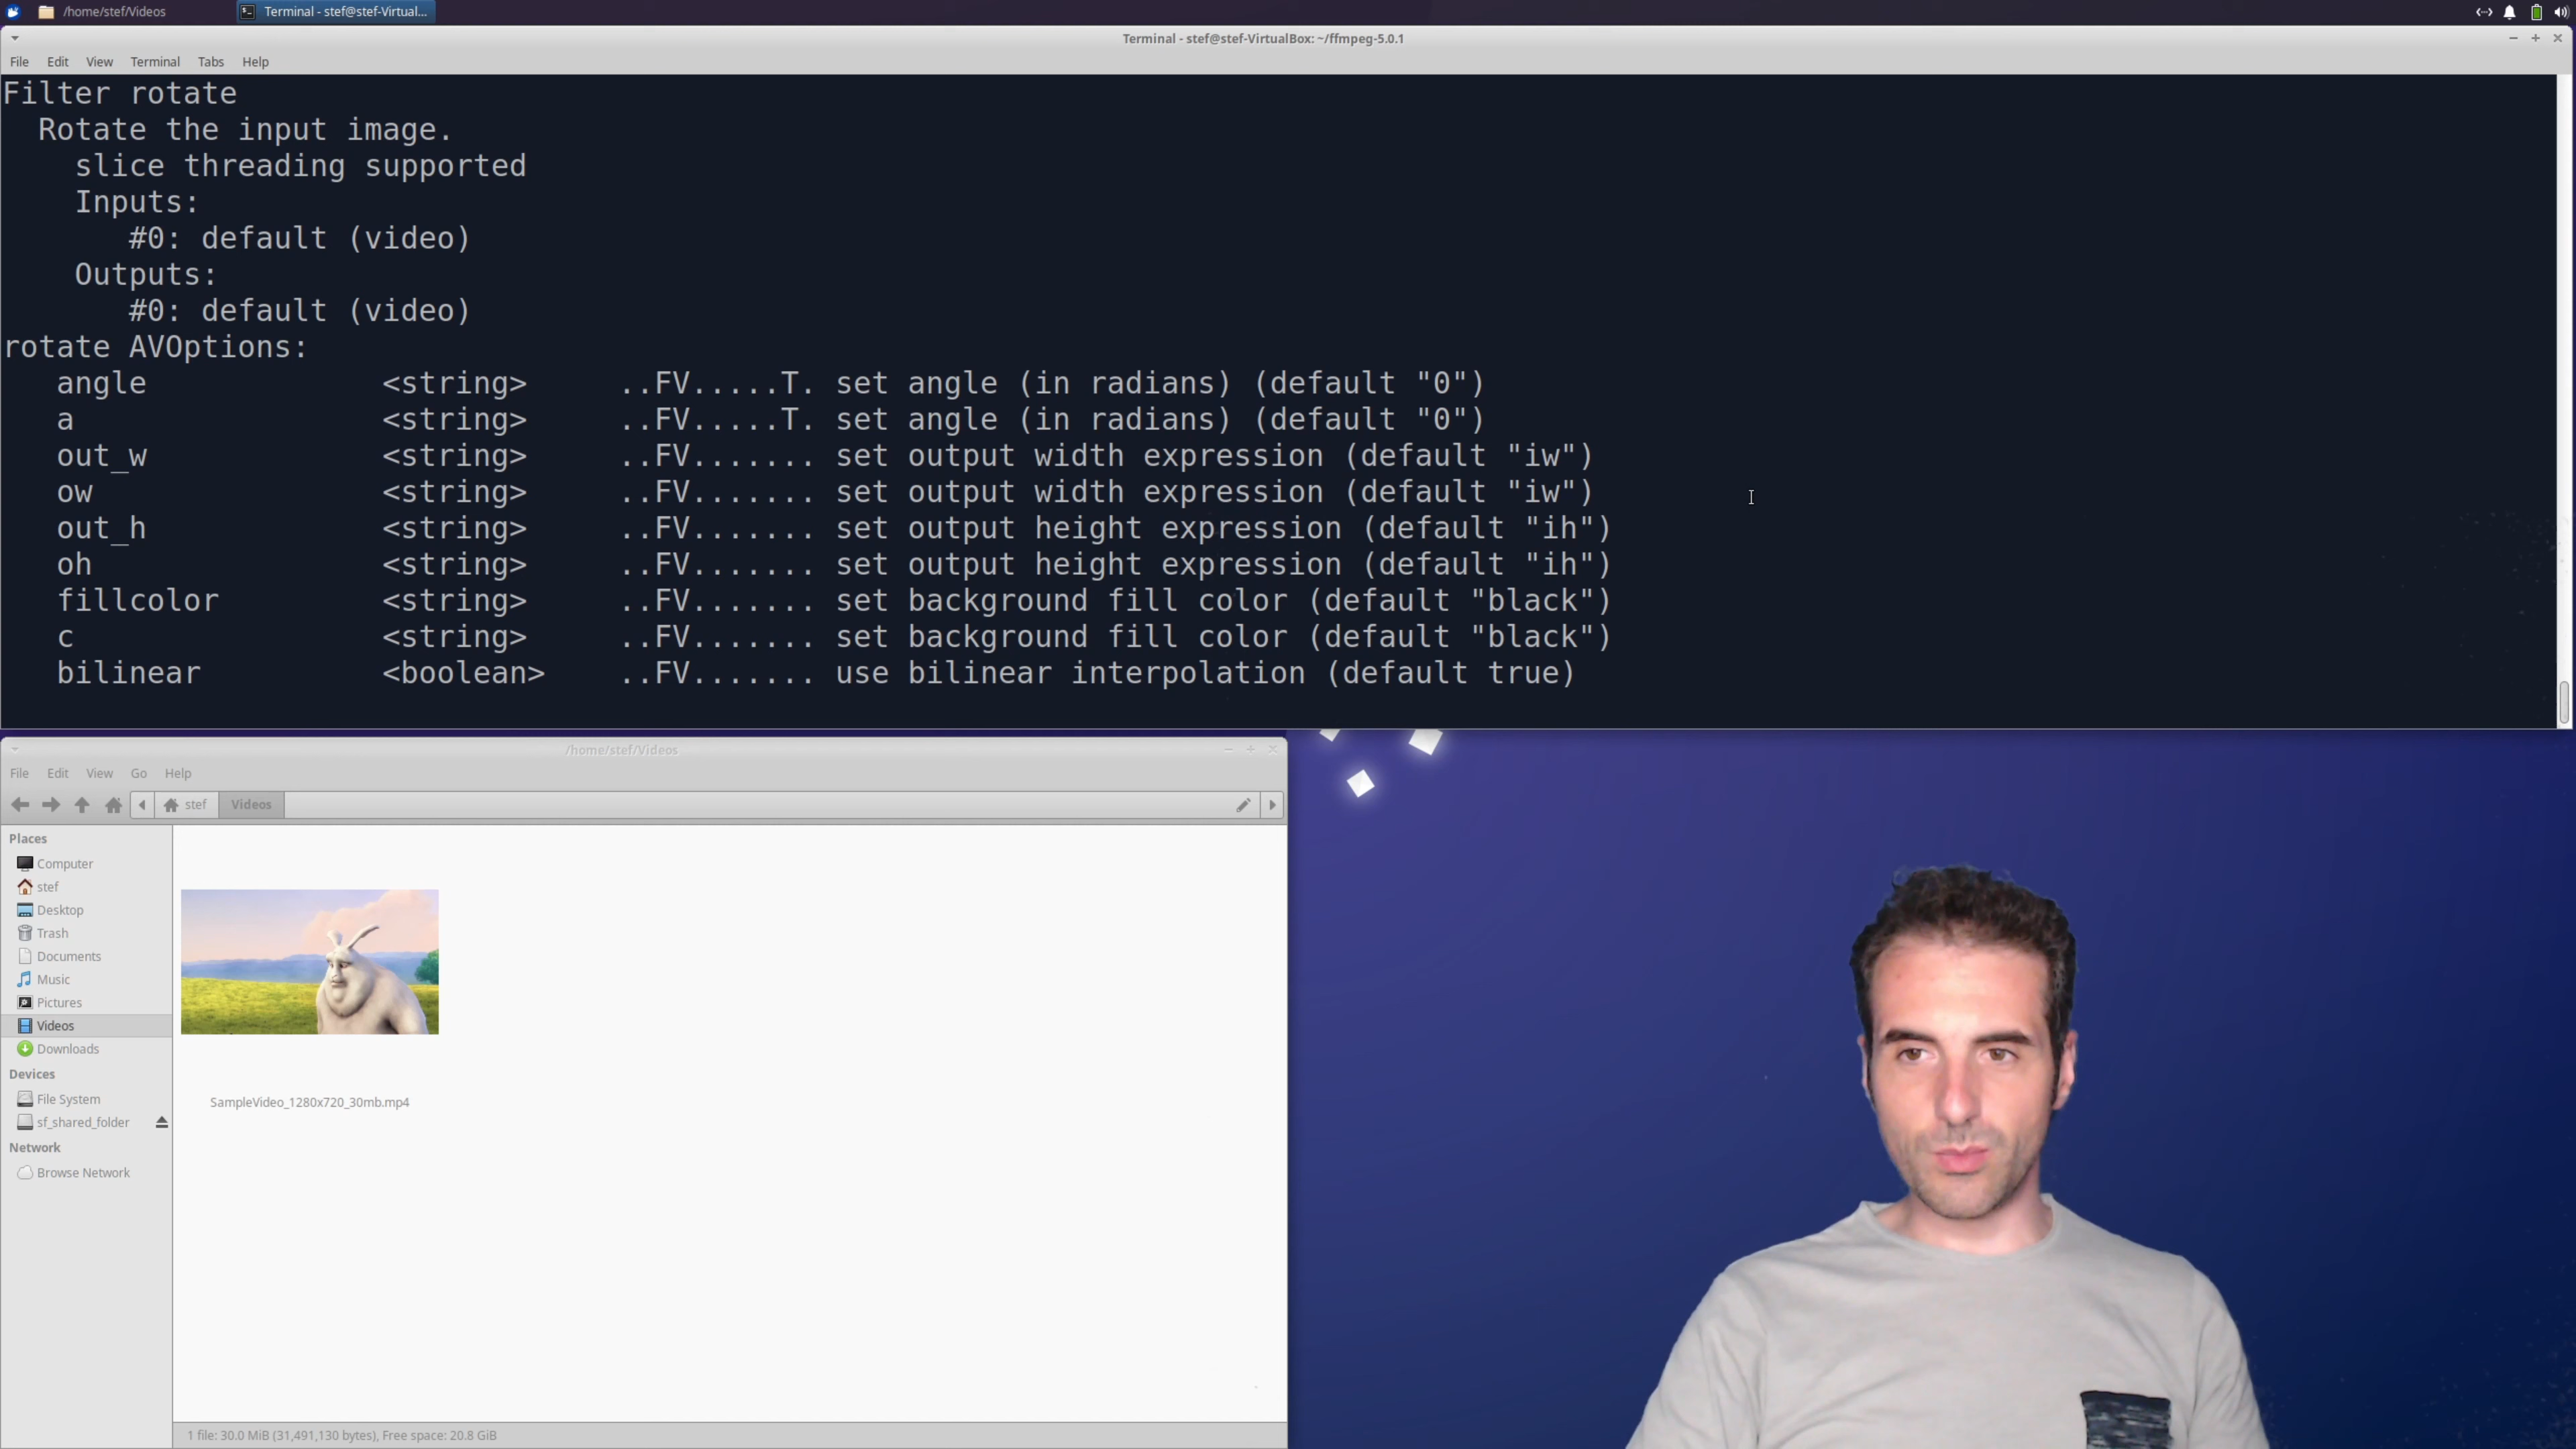 /home/stef/Videos
Terminal - stef@stef-Virtual...
Terminal - stef@stef-VirtualBox: ~/ffmpeg-5.0.1
File Edit View Terminal Tabs Help
Filter rotate
Rotate the input image.
slice threading supported
Inputs:
#0: default (video)
Outputs:
#0: default (video)
rotate AVOptions:
angle <string> ..FV.....T. set angle (in radians) (default "0")
a <string> ..FV.....T. set angle (in radians) (default "0")
out_w <string> ..FV....... set output width expression (default "iw")
ow <string> ..FV....... set output width expression (default "iw")
out_h <string> ..FV....... set output height expression (default "ih")
oh <string> ..FV....... set output height expression (default "ih")
fillcolor <string> ..FV....... set background fill color (default "black")
c <string> ..FV....... set background fill color (default "black")
bilinear <boolean> ..FV....... use bilinear interpolation (default true)
/home/stef/Videos
File Edit View Go Help
stef Videos
Places
Computer
stef
Desktop
Trash
Documents
Music
Pictures
Videos
Downloads
Devices
File System
sf_shared_folder
Network
Browse Network
SampleVideo_1280x720_30mb.mp4
1 file: 30.0 MiB (31,491,130 bytes), Free space: 20.8 GiB